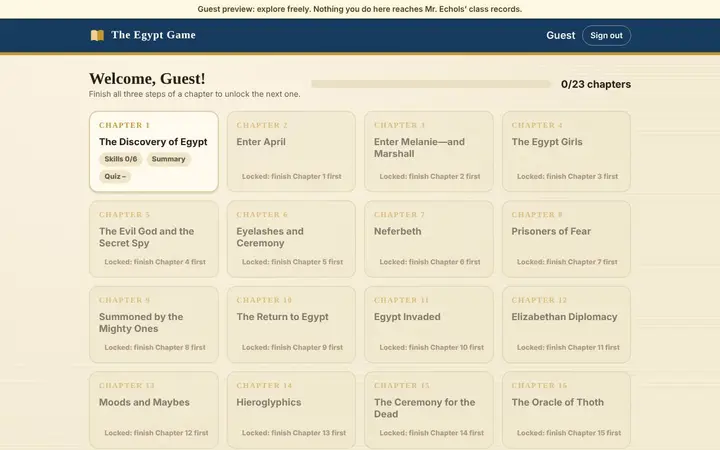 Guest preview: explore freely. Nothing you do here reaches Mr. Echols' class records.
The Egypt Game
Guest
Sign out
Welcome, Guest!
Finish all three steps of a chapter to unlock the next one.
0/23 chapters
CHAPTER 1
The Discovery of Egypt
Skills 0/6
Summary
Quiz –
CHAPTER 2
Enter April
Locked: finish Chapter 1 first
CHAPTER 3
Enter Melanie—and
Marshall
Locked: finish Chapter 2 first
CHAPTER 4
The Egypt Girls
Locked: finish Chapter 3 first
CHAPTER 5
The Evil God and the
Secret Spy
Locked: finish Chapter 4 first
CHAPTER 6
Eyelashes and
Ceremony
Locked: finish Chapter 5 first
CHAPTER 7
Neferbeth
Locked: finish Chapter 6 first
CHAPTER 8
Prisoners of Fear
Locked: finish Chapter 7 first
CHAPTER 9
Summoned by the
Mighty Ones
Locked: finish Chapter 8 first
CHAPTER 10
The Return to Egypt
Locked: finish Chapter 9 first
CHAPTER 11
Egypt Invaded
Locked: finish Chapter 10 first
CHAPTER 12
Elizabethan Diplomacy
Locked: finish Chapter 11 first
CHAPTER 13
Moods and Maybes
Locked: finish Chapter 12 first
CHAPTER 14
Hieroglyphics
Locked: finish Chapter 13 first
CHAPTER 15
The Ceremony for the
Dead
Locked: finish Chapter 14 first
CHAPTER 16
The Oracle of Thoth
Locked: finish Chapter 15 first